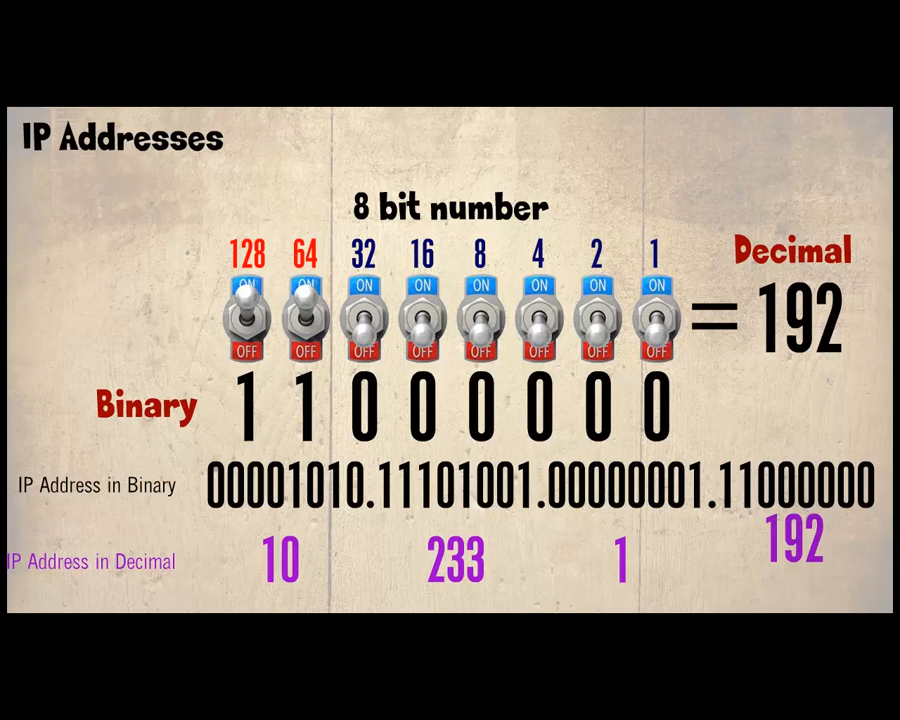 IP Addresses
8 bit number
128 64 32 16 8 4 2 1
Decimal
ON ON ON ON ON ON ON ON
= 192
OFF OFF OFF OFF OFF OFF OFF OFF
Binary 1 1 0 0 0 0 0 0
IP Address in Binary 00001010.11101001.00000001.11000000
IP Address in Decimal 10 233 1 192